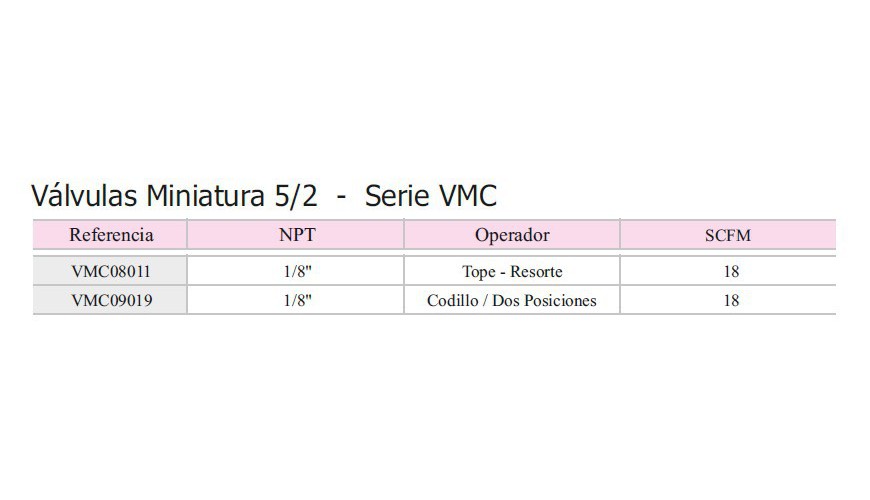 Válvulas Miniatura 5/2 - Serie VMC
Referencia NPT Operador SCFM
VMC08011 1/8" Tope - Resorte 18
VMC09019 1/8" Codillo / Dos Posiciones 18